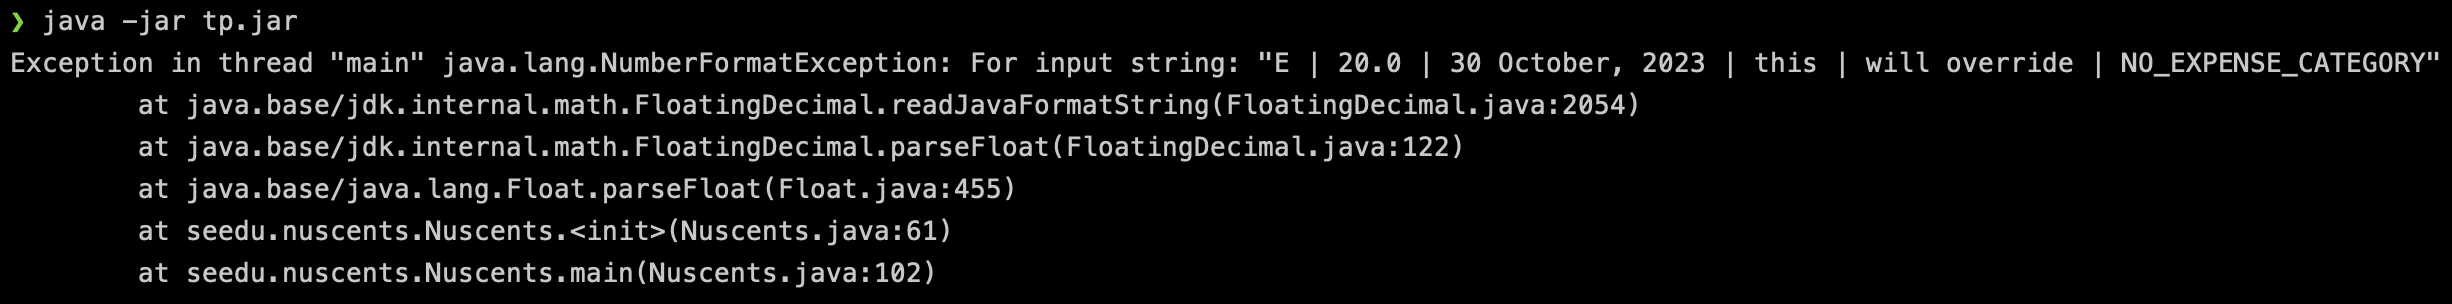 ❯ java -jar tp.jar
Exception in thread "main" java.lang.NumberFormatException: For input string: "E | 20.0 | 30 October, 2023 | this | will override | NO_EXPENSE_CATEGORY"
        at java.base/jdk.internal.math.FloatingDecimal.readJavaFormatString(FloatingDecimal.java:2054)
        at java.base/jdk.internal.math.FloatingDecimal.parseFloat(FloatingDecimal.java:122)
        at java.base/java.lang.Float.parseFloat(Float.java:455)
        at seedu.nuscents.Nuscents.<init>(Nuscents.java:61)
        at seedu.nuscents.Nuscents.main(Nuscents.java:102)